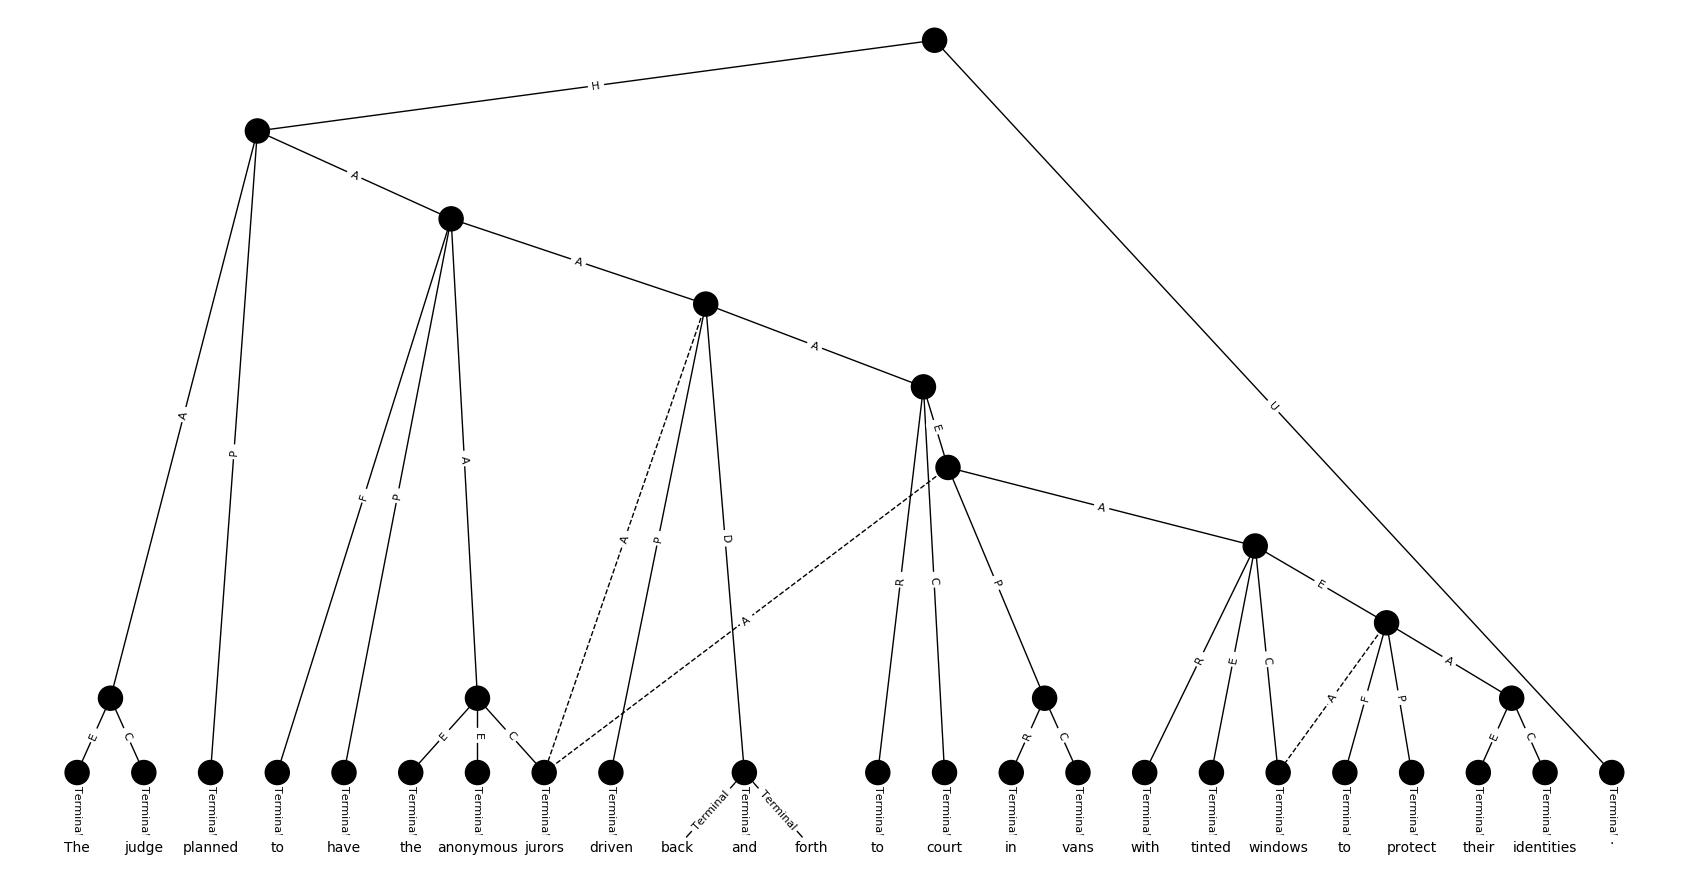 H
A
A
A
A
E
U
A
P
F
P
A
A
P
D
A
R
C
P
A
E
R
E
C
A
F
P
A
E
C
E
E
C
R
C
E
C
Terminal Terminal Terminal Terminal Terminal Terminal Terminal Terminal Terminal Terminal Terminal Terminal Terminal Terminal Terminal Terminal Terminal Terminal Terminal Terminal Terminal Terminal Terminal Terminal
The judge planned to have the anonymous jurors driven back and forth to court in vans with tinted windows to protect their identities .